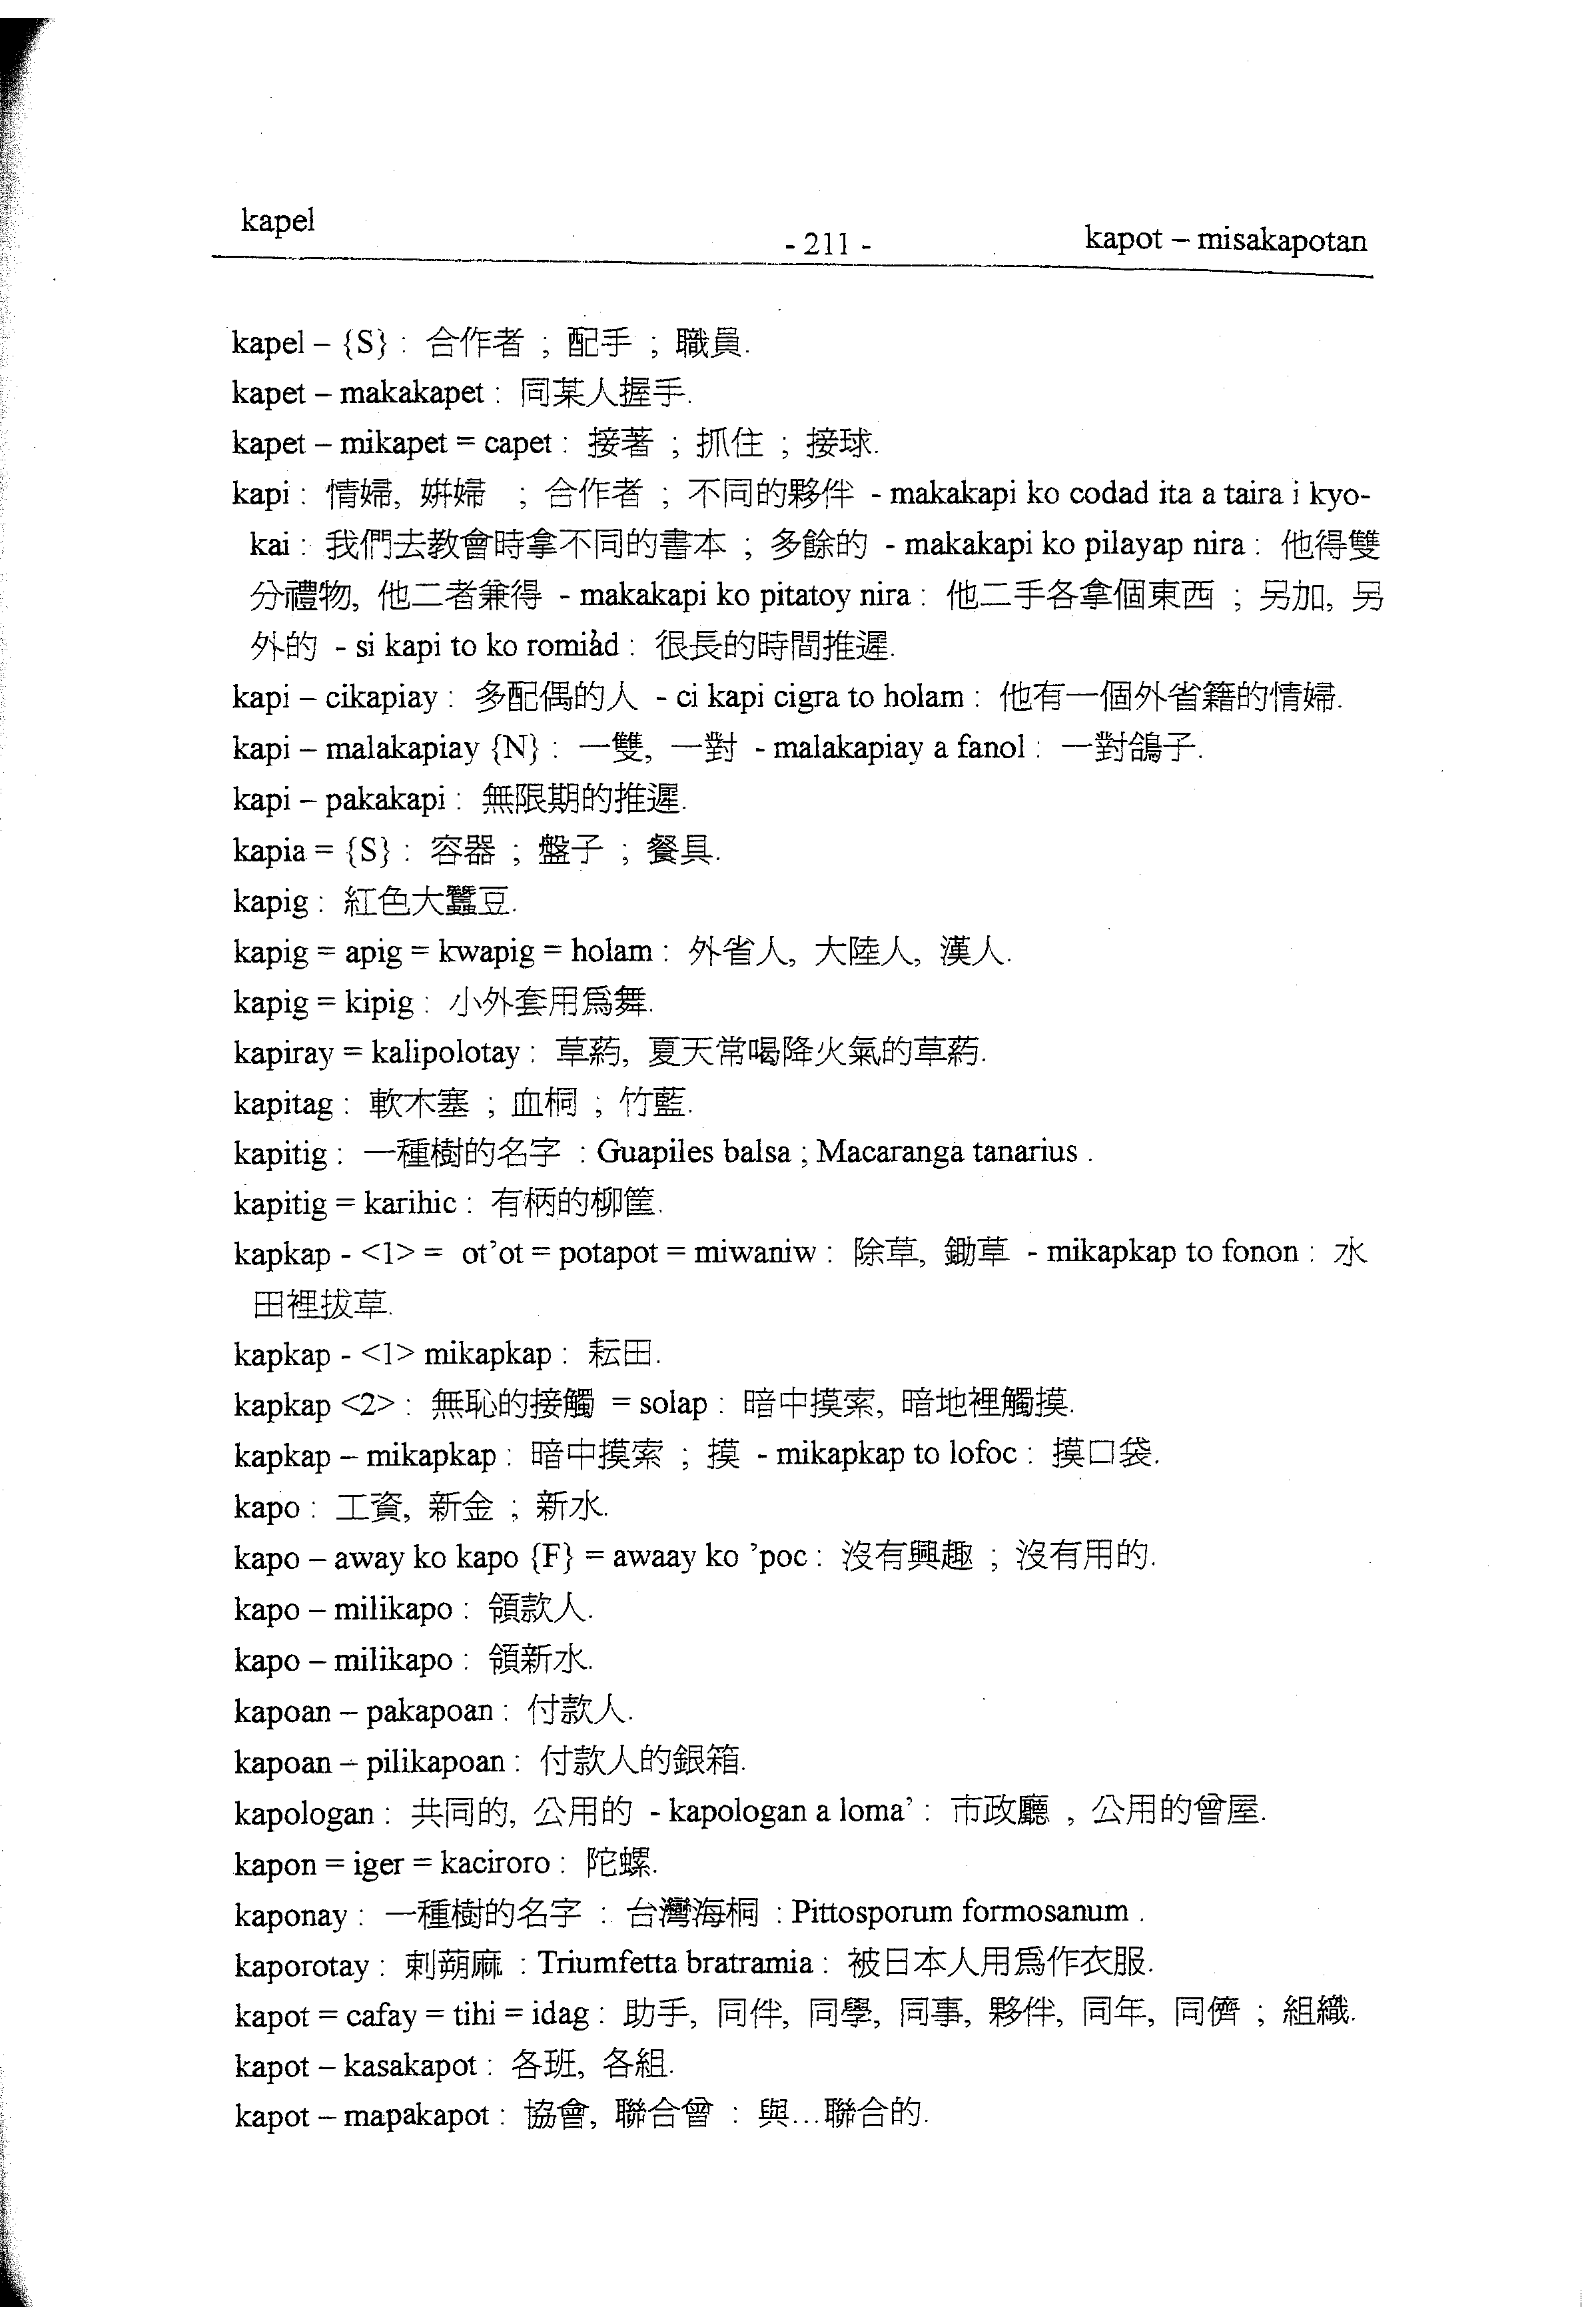 kapel
- 211 -
kapot – misakapotan
kapel – {S} : 合作者 ; 配手 ; 職員.
kapet – makakapet : 同某人握手.
kapet – mikapet = capet : 接著 ; 抓住 ; 接球.
kapi : 情婦, 姘婦 ; 合作者 ; 不同的夥伴 - makakapi ko codad ita a taira i kyo-
kai : 我們去教會時拿不同的書本 ; 多餘的 - makakapi ko pilayap nira : 他得雙
分禮物, 他二者兼得 - makakapi ko pitatoy nira : 他二手各拿個東西 ; 另加, 另
外的 - si kapi to ko romiàd : 很長的時間推遲.
kapi – cikapiay : 多配偶的人 - ci kapi cigra to holam : 他有一個外省籍的情婦.
kapi – malakapiay {N} : 一雙, 一對 - malakapiay a fanol : 一對鴿子.
kapi – pakakapi : 無限期的推遲.
kapia = {S} : 容器 ; 盤子 ; 餐具.
kapig : 紅色大蠶豆.
kapig = apig = kwapig = holam : 外省人, 大陸人, 漢人.
kapig = kipig : 小外套用爲舞.
kapiray = kalipolotay : 草葯, 夏天常喝降火氣的草葯.
kapitag : 軟木塞 ; 血桐 ; 竹藍.
kapitig : 一種樹的名字 : Guapiles balsa ; Macaranga tanarius .
kapitig = karihic : 有柄的柳筐.
kapkap - <1> = ot’ot = potapot = miwaniw : 除草, 鋤草 - mikapkap to fonon : 水
田裡拔草.
kapkap - <1> mikapkap : 耘田.
kapkap <2> : 無恥的接觸 = solap : 暗中摸索, 暗地裡觸摸.
kapkap – mikapkap : 暗中摸索 ; 摸 - mikapkap to lofoc : 摸口袋.
kapo : 工資, 新金 ; 新水.
kapo – away ko kapo {F} = awaay ko ’poc : 沒有興趣 ; 沒有用的.
kapo – milikapo : 領款人.
kapo – milikapo : 領新水.
kapoan – pakapoan : 付款人.
kapoan – pilikapoan : 付款人的銀箱.
kapologan : 共同的, 公用的 - kapologan a loma’ : 市政廳 , 公用的曾屋.
kapon = iger = kaciroro : 陀螺.
kaponay : 一種樹的名字 : 台灣海桐 : Pittosporum formosanum .
kaporotay : 刺蒴麻 : Triumfetta bratramia : 被日本人用爲作衣服.
kapot = cafay = tihi = idag : 助手, 同伴, 同學, 同事, 夥伴, 同年, 同儕 ; 組織.
kapot – kasakapot : 各班, 各組.
kapot – mapakapot : 協會, 聯合曾 : 與…聯合的.